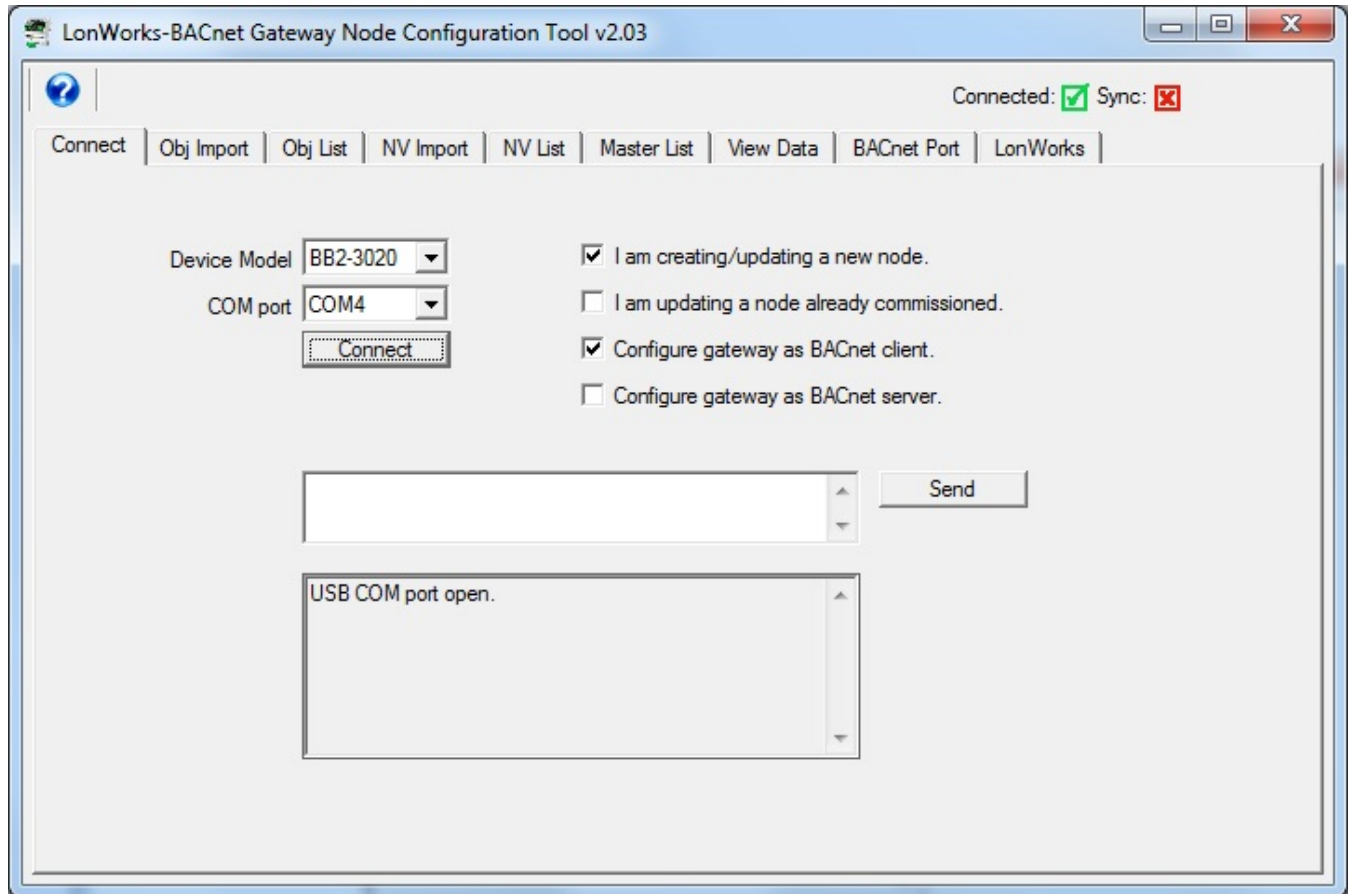 LonWorks-BACnet Gateway Node Configuration Tool v2.03
Connected: Sync:
Connect Obj Import Obj List NV Import NV List Master List View Data BACnet Port LonWorks
Device Model BB2-3020 I am creating/updating a new node.
COM port COM4 I am updating a node already commissioned.
Connect Configure gateway as BACnet client.
Configure gateway as BACnet server.
Send
USB COM port open.